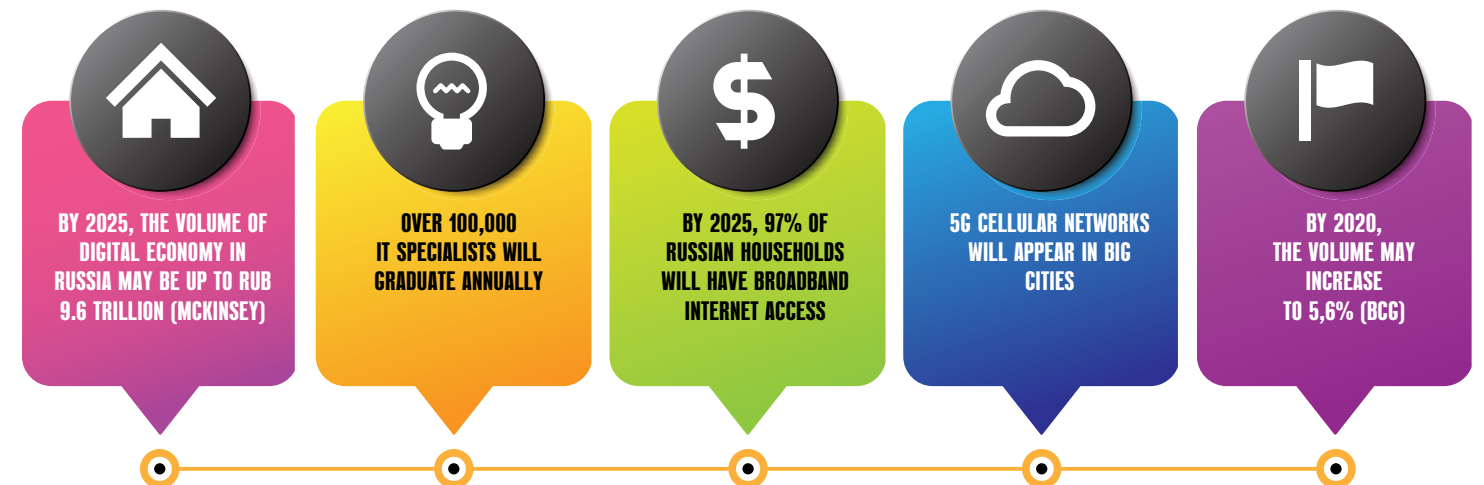 BY 2025, THE VOLUME OF
DIGITAL ECONOMY IN
RUSSIA MAY BE UP TO RUB
9.6 TRILLION (MCKINSEY)
OVER 100,000
IT SPECIALISTS WILL
GRADUATE ANNUALLY
BY 2025, 97% OF
RUSSIAN HOUSEHOLDS
WILL HAVE BROADBAND
INTERNET ACCESS
5G CELLULAR NETWORKS
WILL APPEAR IN BIG
CITIES
BY 2020,
THE VOLUME MAY
INCREASE
TO 5,6% (BCG)